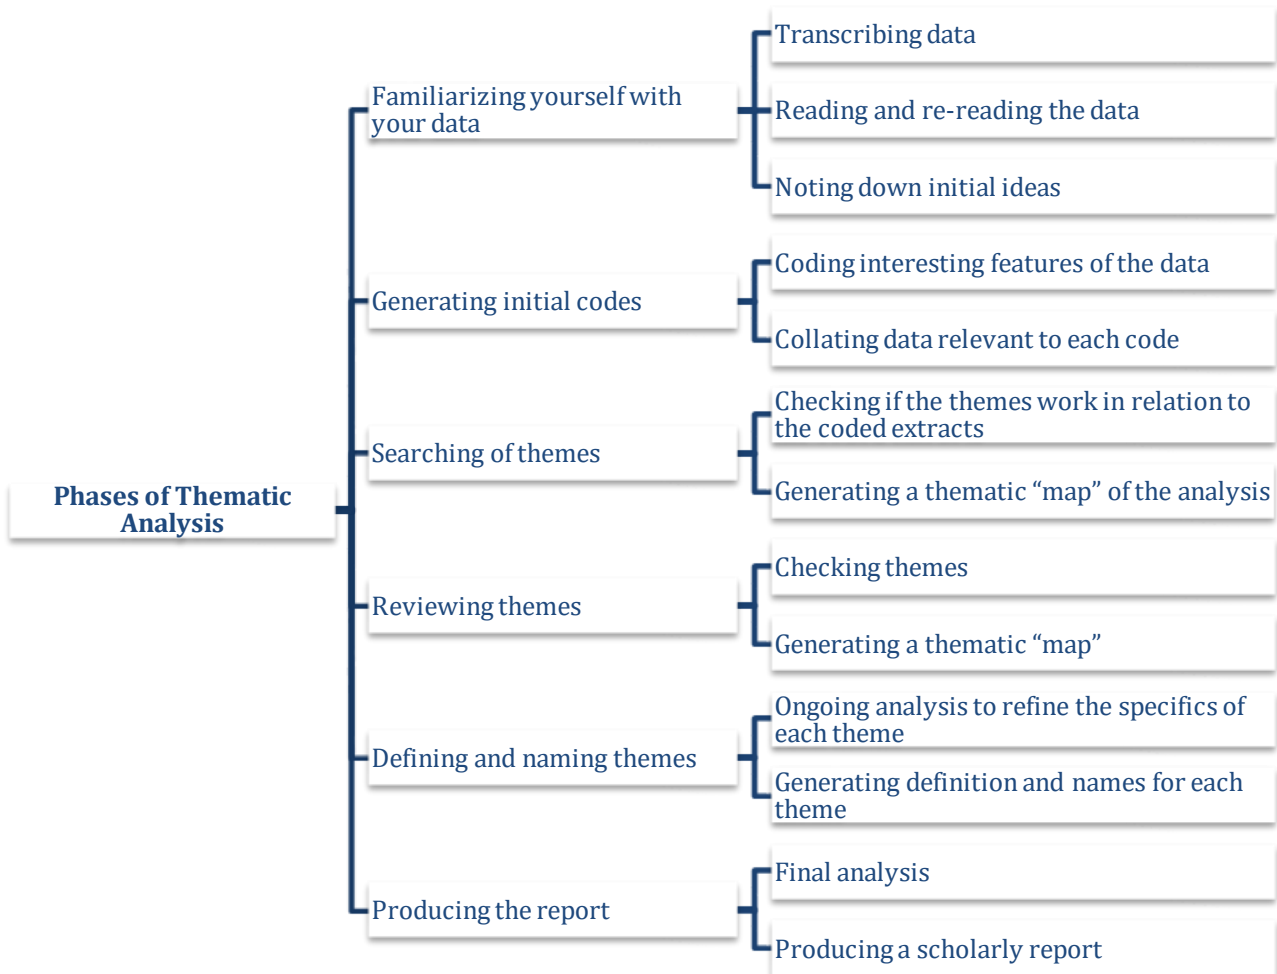 Phases of Thematic
Analysis
Familiarizing yourself with
your data
Transcribing data
Reading and re-reading the data
Noting down initial ideas
Generating initial codes
Coding interesting features of the data
Collating data relevant to each code
Searching of themes
Checking if the themes work in relation to
the coded extracts
Generating a thematic “map” of the analysis
Reviewing themes
Checking themes
Generating a thematic “map”
Defining and naming themes
Ongoing analysis to refine the specifics of
each theme
Generating definition and names for each
theme
Producing the report
Final analysis
Producing a scholarly report